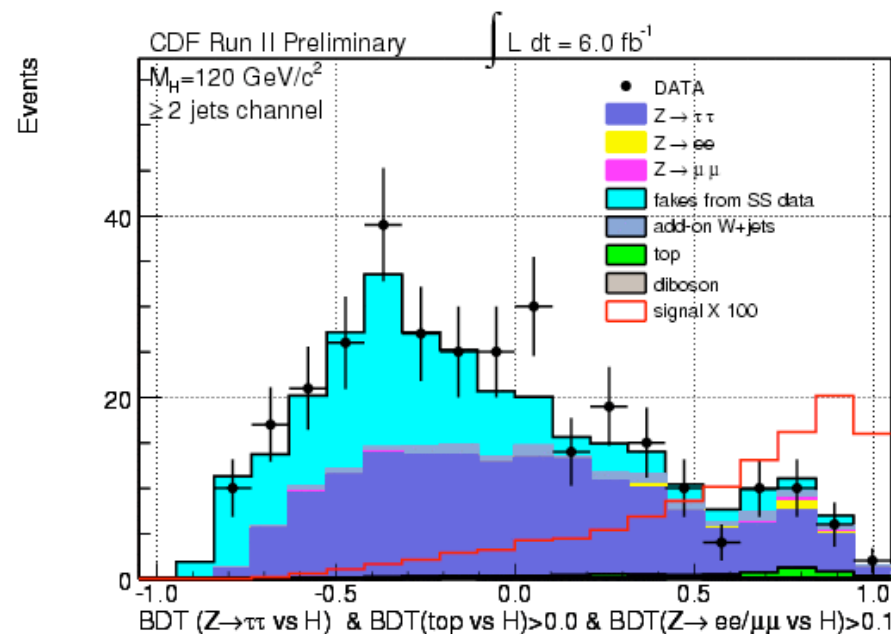 CDF Run II Preliminary ∫ L dt = 6.0 fb⁻¹
Events
M_H=120 GeV/c²
≥ 2 jets channel
DATA
Z→ττ
Z→ee
Z→μμ
fakes from SS data
add-on W+jets
top
diboson
signal X 100
40
20
0
-1.0 -0.5 0.0 0.5 1.0
BDT (Z→ττ vs H) & BDT(top vs H)>0.0 & BDT(Z→ ee/μμ vs H)>0.1